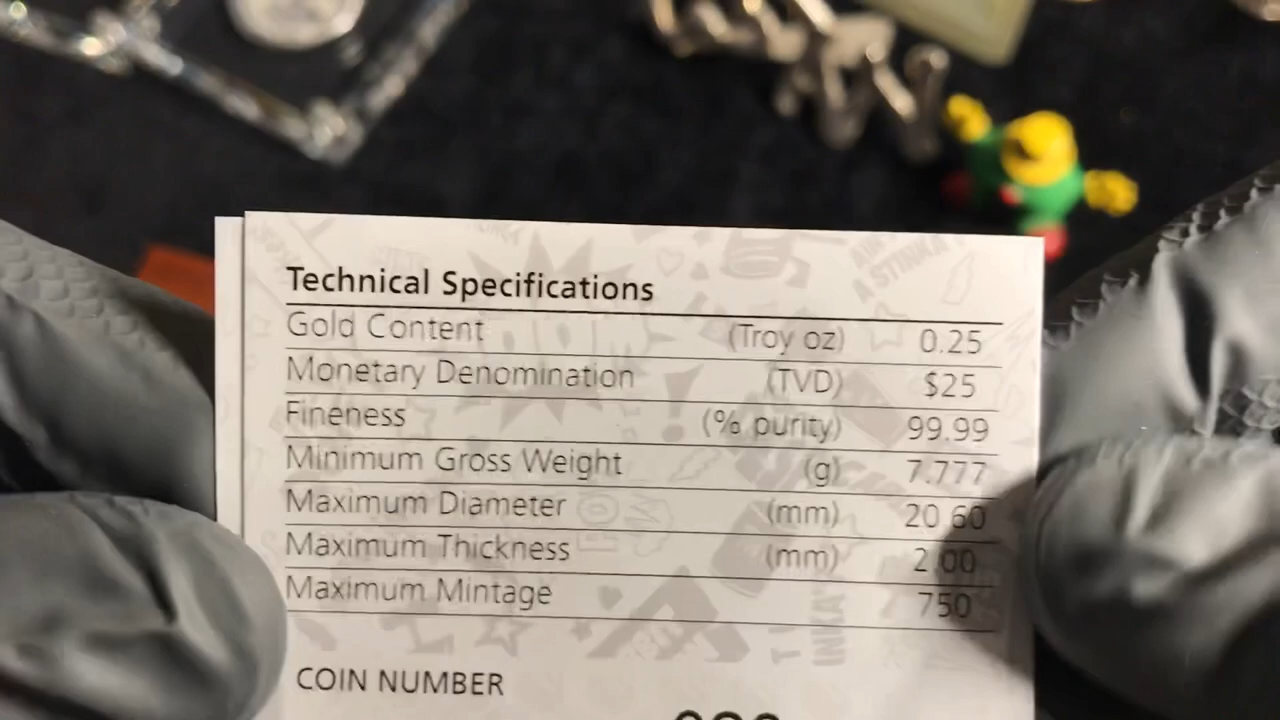 Technical Specifications
Gold Content (Troy oz) 0.25
Monetary Denomination (TVD) $25
Fineness (% purity) 99.99
Minimum Gross Weight (g) 7.777
Maximum Diameter (mm) 20.60
Maximum Thickness (mm) 2.00
Maximum Mintage 750
COIN NUMBER